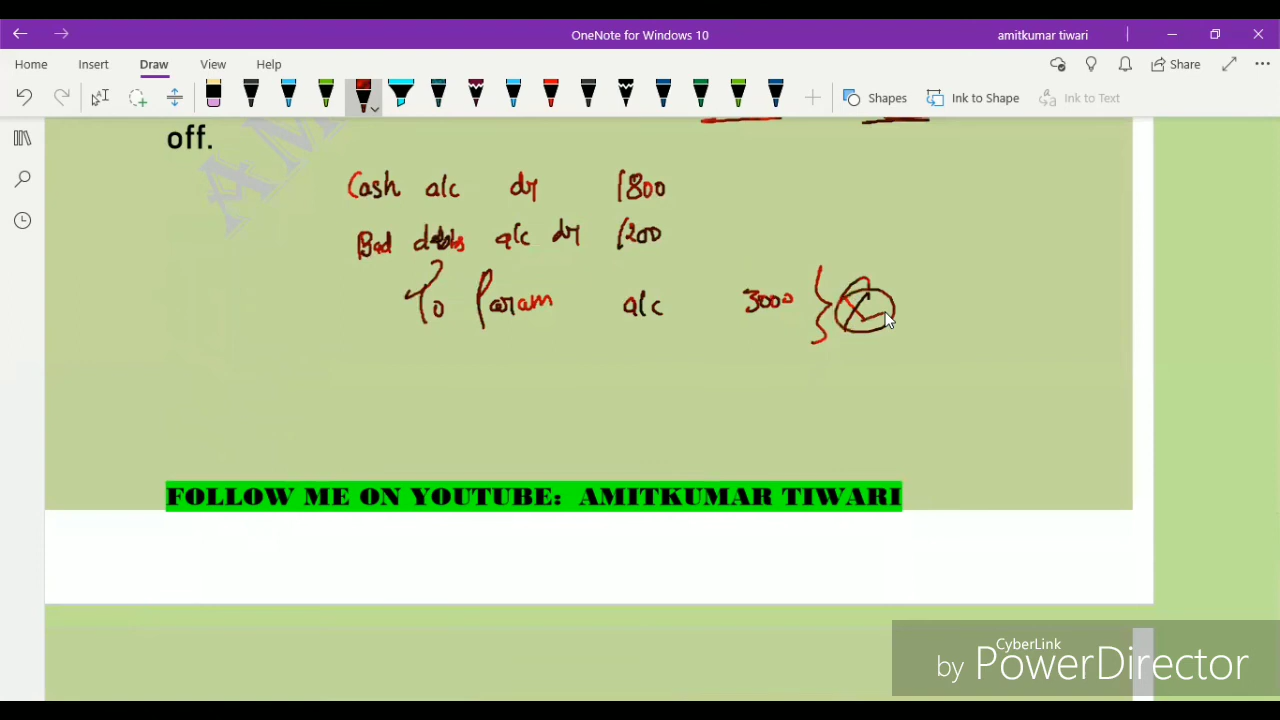 OneNote for Windows 10
amitkumar tiwari
Home Insert Draw View Help
Share
Shapes
Ink to Shape
Ink to Text
off.
AM
Cash a/c dr 1800
Bad debts a/c dr 1200
To Param a/c 3000
FOLLOW ME ON YOUTUBE: AMITKUMAR TIWARI
CyberLink
by PowerDirector